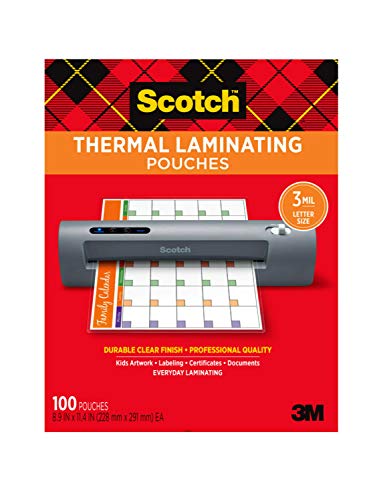 Scotch™
THERMAL LAMINATING
POUCHES
3 MIL
LETTER
SIZE
Scotch
Family Calendar
DURABLE CLEAR FINISH • PROFESSIONAL QUALITY
Kids Artwork • Labeling • Certificates • Documents
EVERYDAY LAMINATING
100 POUCHES
8.9 IN x 11.4 IN (228 mm x 291 mm) EA
3M